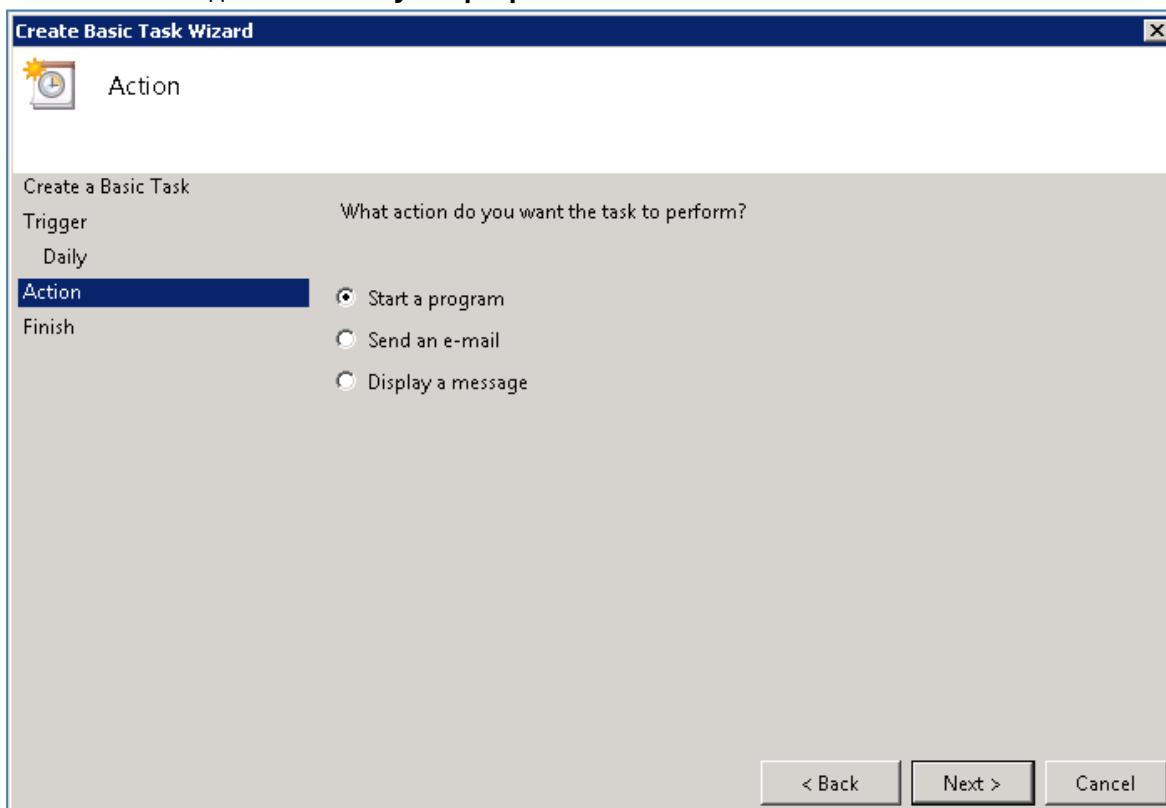 Create Basic Task Wizard
Action
Create a Basic Task
Trigger
Daily
Action
Finish
What action do you want the task to perform?
Start a program
Send an e-mail
Display a message
< Back
Next >
Cancel